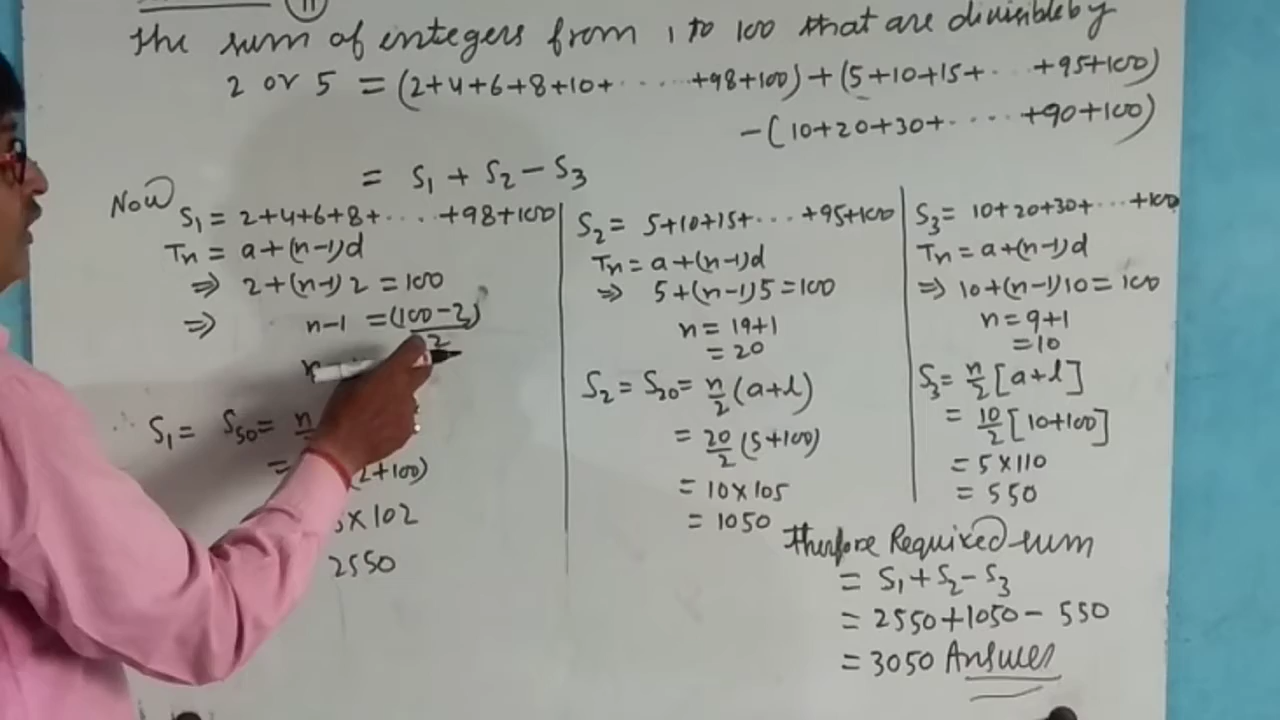 11
The sum of integers from 1 to 100 that are divisible by
2 or 5 = (2+4+6+8+10+ ...... +98+100) + (5+10+15+ ... +95+100)
-(10+20+30+ ..... +90+100)
= S₁ + S₂ - S₃
Now
S₁ = 2+4+6+8+ .... +98+100
Tn = a+(n-1)d
⇒ 2+(n-1) 2 = 100
⇒ n-1 = (100-2)
2
n
S₁ = S₅₀ = n
= (2+100)
× 102
2550
S₂ = 5+10+15+ ... +95+100
Tn = a+(n-1)d
⇒ 5+(n-1)5 = 100
n = 19+1
= 20
S₂ = S₂₀ = n/2 (a+l)
= 20/2 (5+100)
= 10×105
= 1050
S₃ = 10+20+30+ ... +100
Tn = a+(n-1)d
⇒ 10+(n-1)10 = 100
n = 9+1
= 10
S₃ = n/2 [a+l]
= 10/2 [10+100]
= 5×110
= 550
Therefore Required sum
= S₁ + S₂ - S₃
= 2550+1050 - 550
= 3050 Answer